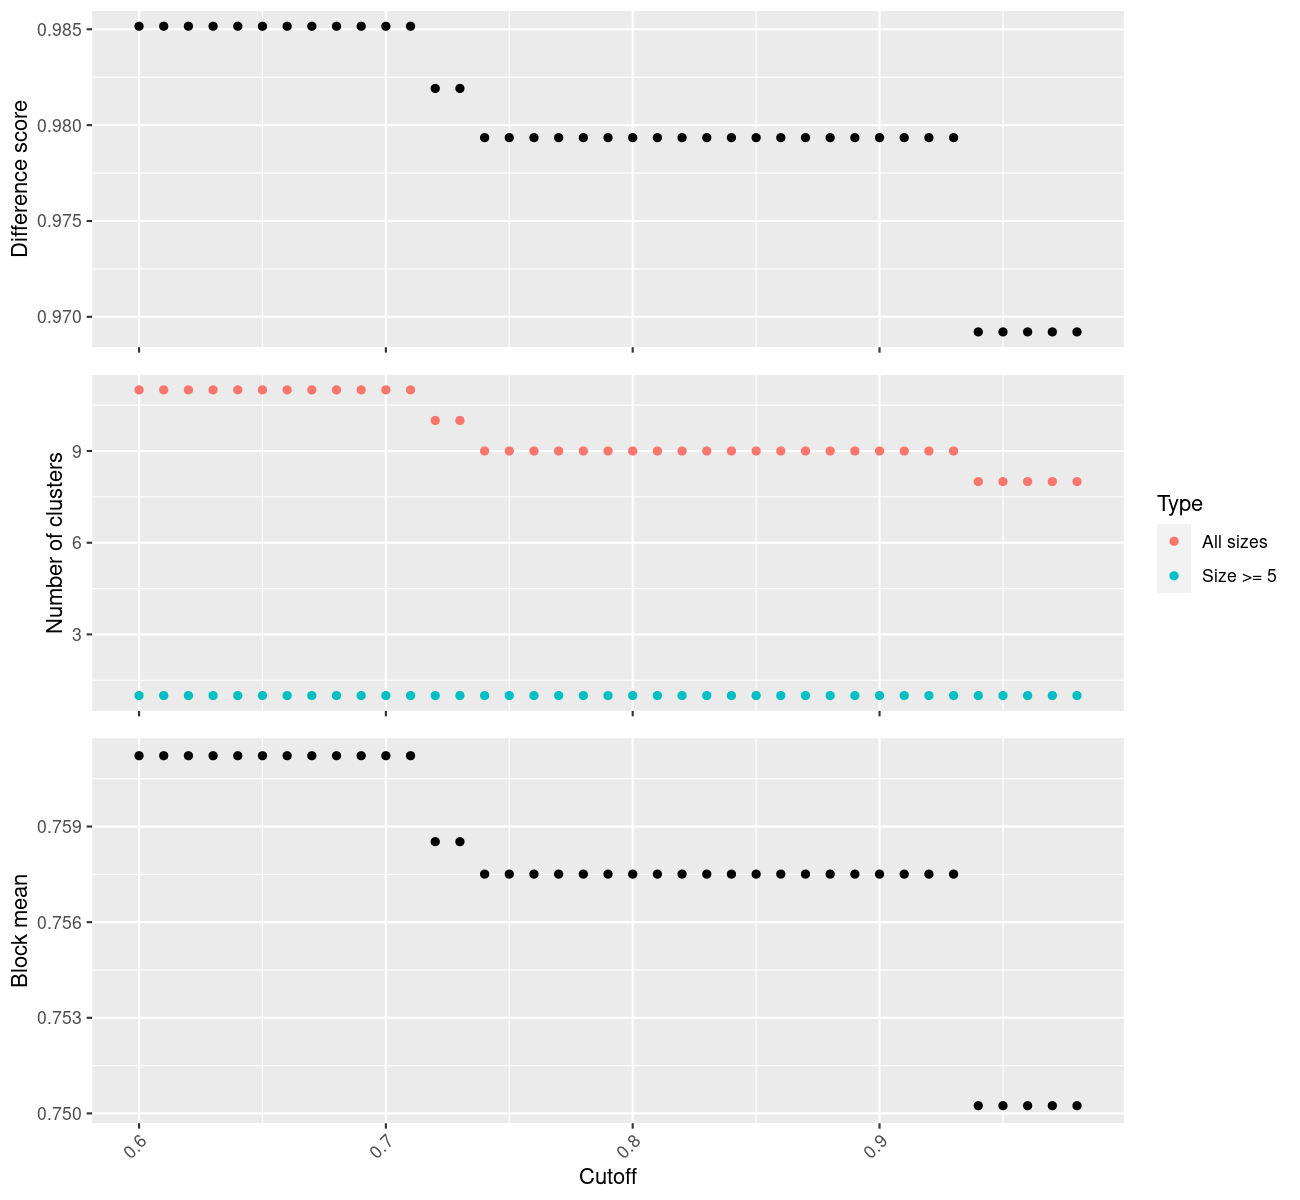 Difference score
0.985
0.980
0.975
0.970
Number of clusters
9
6
3
Type
All sizes
Size >= 5
Block mean
0.759
0.756
0.753
0.750
0.6
0.7
0.8
0.9
Cutoff